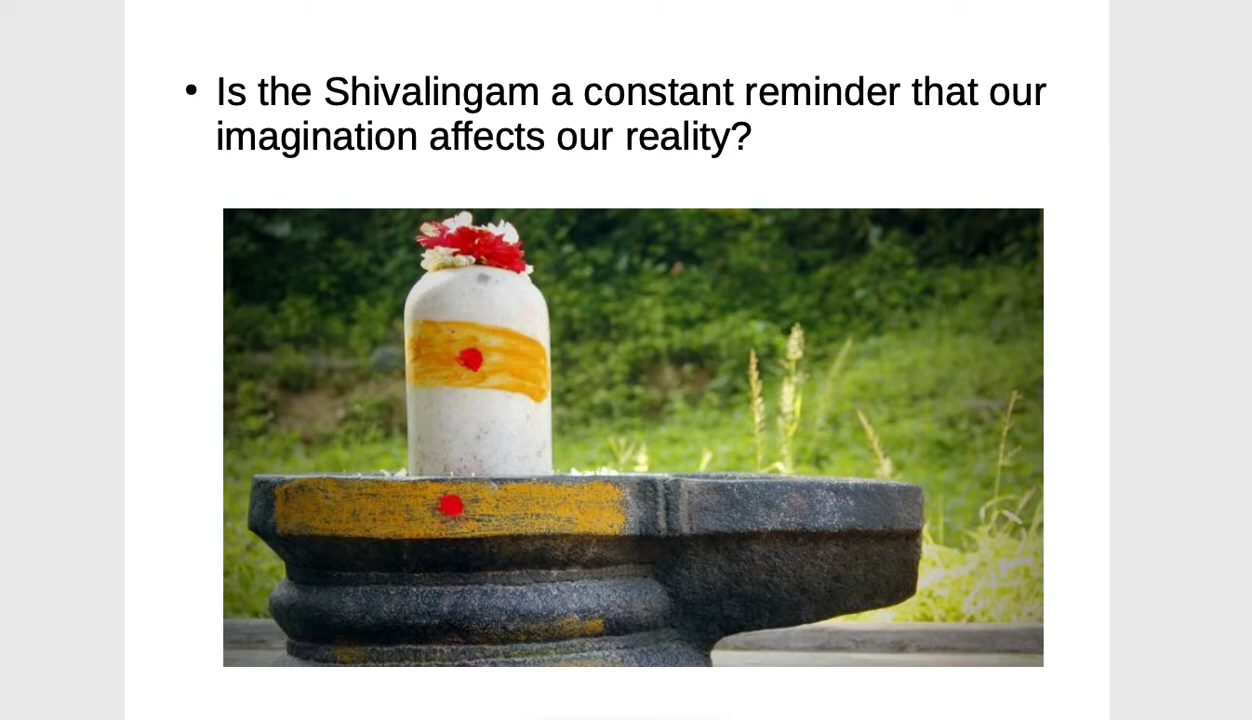 • Is the Shivalingam a constant reminder that our
imagination affects our reality?